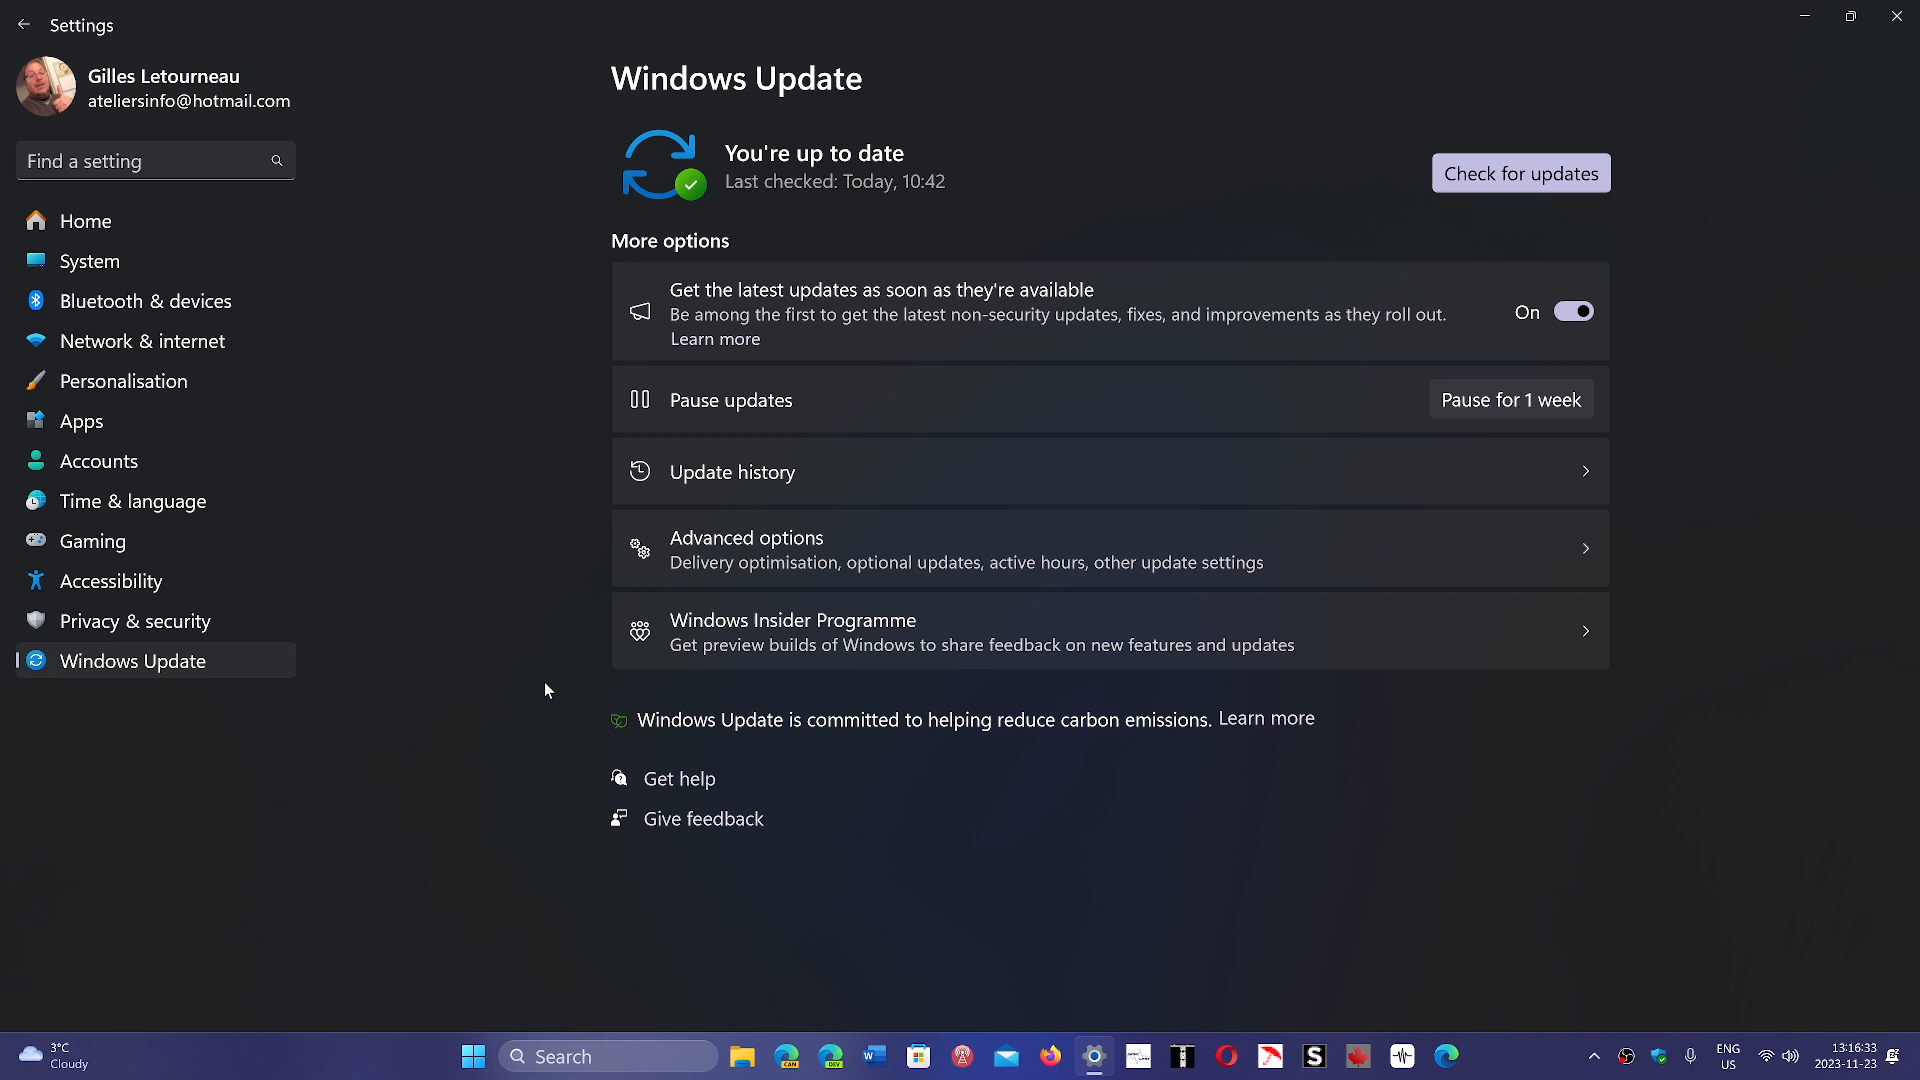 Settings
Gilles Letourneau
ateliersinfo@hotmail.com
Find a setting
Home
System
Bluetooth & devices
Network & internet
Personalisation
Apps
Accounts
Time & language
Gaming
Accessibility
Privacy & security
Windows Update
Windows Update
You're up to date
Last checked: Today, 10:42
Check for updates
More options
Get the latest updates as soon as they're available
Be among the first to get the latest non-security updates, fixes, and improvements as they roll out.
Learn more
On
Pause updates
Pause for 1 week
Update history
Advanced options
Delivery optimisation, optional updates, active hours, other update settings
Windows Insider Programme
Get preview builds of Windows to share feedback on new features and updates
Windows Update is committed to helping reduce carbon emissions. Learn more
Get help
Give feedback
3°C
Cloudy
Search
CAN
DEV
W
S
ENG
US
13:16:33
2023-11-23